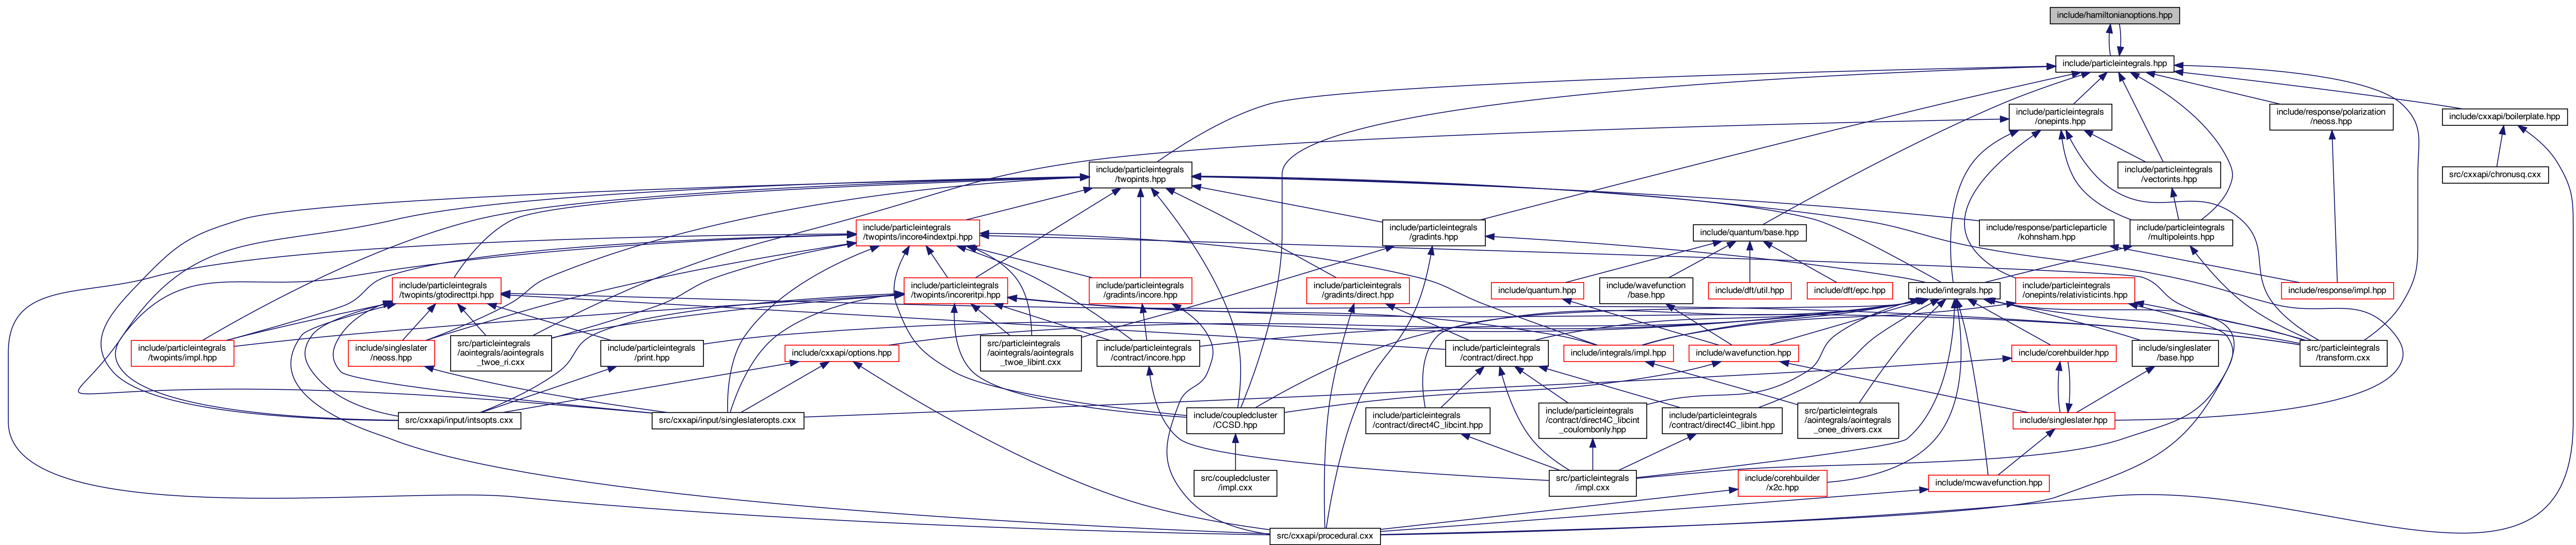 include/hamiltonianoptions.hpp
include/particleintegrals.hpp
include/particleintegrals
/onepints.hpp
include/response/polarization
/neoss.hpp
include/cxxapi/boilerplate.hpp
include/particleintegrals
/twopints.hpp
include/particleintegrals
/vectorints.hpp
src/cxxapi/chronusq.cxx
include/particleintegrals
/twopints/incore4indextpi.hpp
include/particleintegrals
/gradints.hpp
include/quantum/base.hpp
include/response/particleparticle
/kohnsham.hpp
include/particleintegrals
/multipoleints.hpp
include/particleintegrals
/twopints/gtodirecttpi.hpp
include/particleintegrals
/twopints/incoreritpi.hpp
include/particleintegrals
/gradints/incore.hpp
include/particleintegrals
/gradints/direct.hpp
include/quantum.hpp
include/wavefunction
/base.hpp
include/dft/util.hpp
include/dft/epc.hpp
include/integrals.hpp
include/particleintegrals
/onepints/relativisticints.hpp
include/response/impl.hpp
include/particleintegrals
/twopints/impl.hpp
include/singleslater
/neoss.hpp
src/particleintegrals
/aointegrals/aointegrals
_twoe_ri.cxx
include/particleintegrals
/print.hpp
include/cxxapi/options.hpp
src/particleintegrals
/aointegrals/aointegrals
_twoe_libint.cxx
include/particleintegrals
/contract/incore.hpp
include/particleintegrals
/contract/direct.hpp
include/integrals/impl.hpp
include/wavefunction.hpp
include/corehbuilder.hpp
include/singleslater
/base.hpp
src/particleintegrals
/transform.cxx
src/cxxapi/input/intsopts.cxx
src/cxxapi/input/singleslateropts.cxx
include/coupledcluster
/CCSD.hpp
include/particleintegrals
/contract/direct4C_libcint.hpp
include/particleintegrals
/contract/direct4C_libcint
_coulombonly.hpp
include/particleintegrals
/contract/direct4C_libint.hpp
src/particleintegrals
/aointegrals/aointegrals
_onee_drivers.cxx
include/singleslater.hpp
src/coupledcluster
/impl.cxx
src/particleintegrals
/impl.cxx
include/corehbuilder
/x2c.hpp
include/mcwavefunction.hpp
src/cxxapi/procedural.cxx